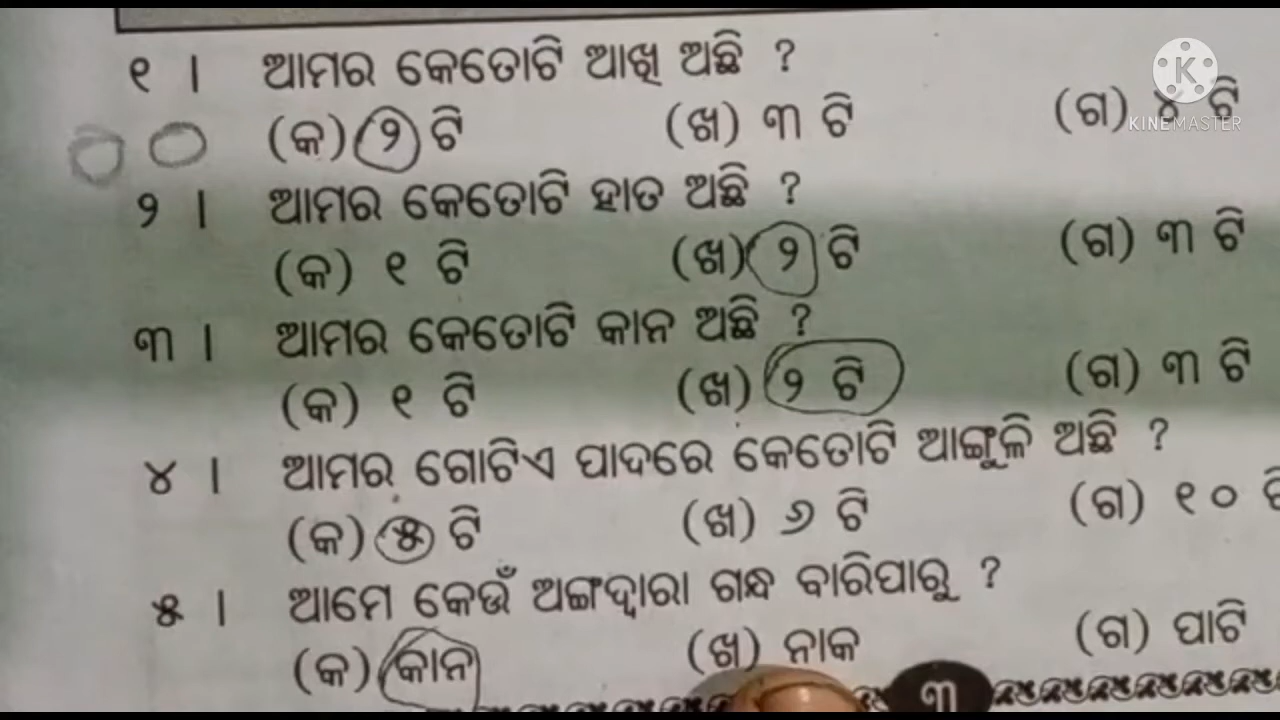 ୧ । ଆମର କେତୋଟି ଆଖି ଅଛି ?
(କ) ୨ ଟି (ଖ) ୩ ଟି (ଗ) ୪ ଟି
KINEMASTER
୨ । ଆମର କେତୋଟି ହାତ ଅଛି ?
(କ) ୧ ଟି (ଖ) ୨ ଟି (ଗ) ୩ ଟି
୩ । ଆମର କେତୋଟି କାନ ଅଛି ?
(କ) ୧ ଟି (ଖ) ୨ ଟି (ଗ) ୩ ଟି
୪ । ଆମର ଗୋଟିଏ ପାଦରେ କେତୋଟି ଆଙ୍ଗୁଳି ଅଛି ?
(କ) ୫ ଟି (ଖ) ୬ ଟି (ଗ) ୧୦ ଟି
୫ । ଆମେ କେଉଁ ଅଙ୍ଗଦ୍ୱାରା ଗନ୍ଧ ବାରିପାରୁ ?
(କ) କାନ (ଖ) ନାକ (ଗ) ପାଟି
୩